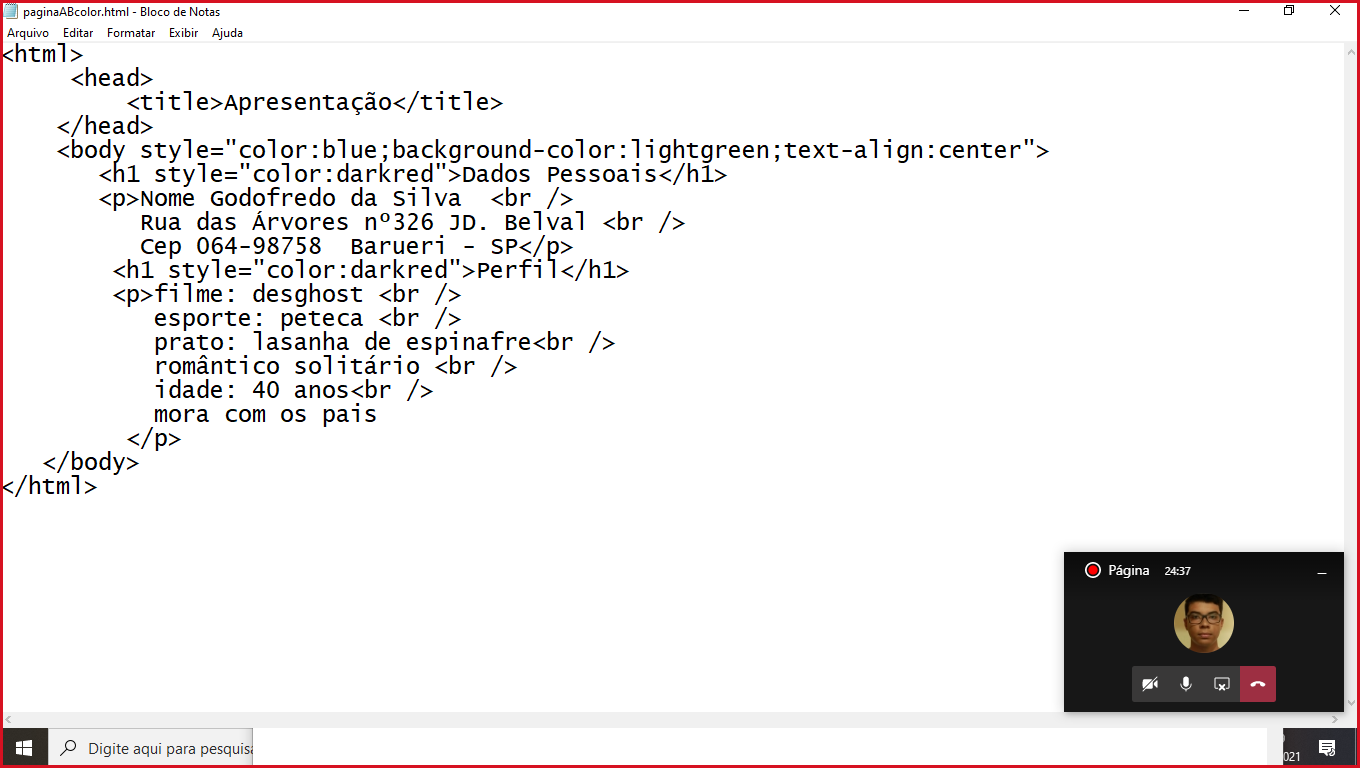 paginaABcolor.html - Bloco de Notas
Arquivo Editar Formatar Exibir Ajuda
<html>
<head>
<title>Apresentação</title>
</head>
<body style="color:blue;background-color:lightgreen;text-align:center">
<h1 style="color:darkred">Dados Pessoais</h1>
<p>Nome Godofredo da Silva  <br />
Rua das Árvores nº326 JD. Belval <br />
Cep 064-98758  Barueri - SP</p>
<h1 style="color:darkred">Perfil</h1>
<p>filme: desghost <br />
esporte: peteca <br />
prato: lasanha de espinafre<br />
romântico solitário <br />
idade: 40 anos<br />
mora com os pais
</p>
</body>
</html>
Página 24:37
Digite aqui para pesquisa
021